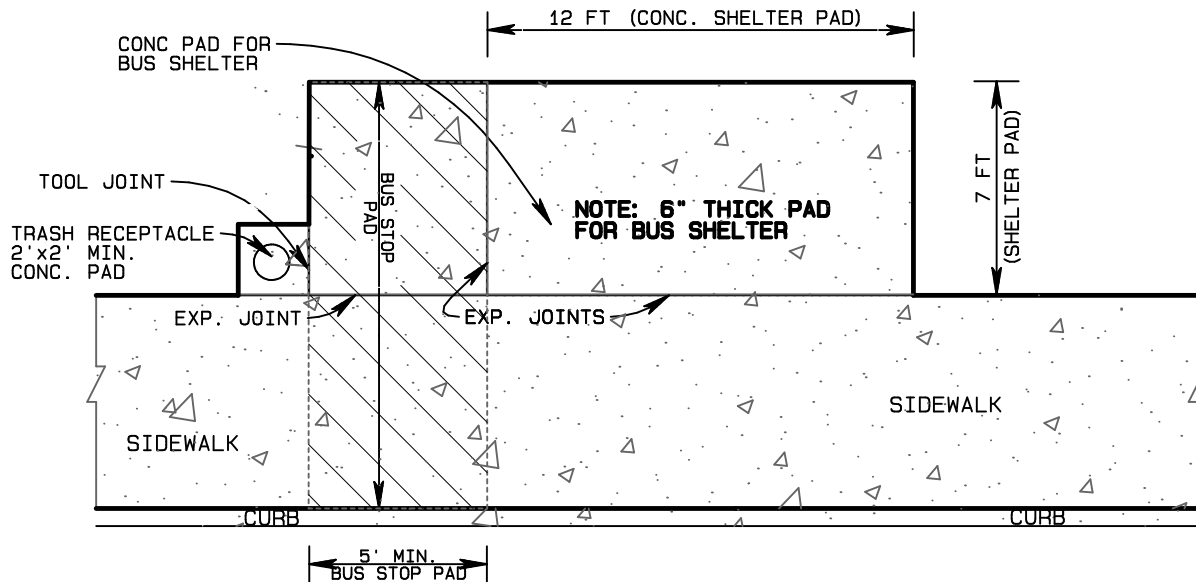 12 FT (CONC. SHELTER PAD)
CONC PAD FOR
BUS SHELTER
7 FT
(SHELTER PAD)
TOOL JOINT
BUS STOP
PAD
NOTE: 6" THICK PAD
FOR BUS SHELTER
TRASH RECEPTACLE
2'x2' MIN.
CONC. PAD
EXP. JOINT
EXP. JOINTS
SIDEWALK
SIDEWALK
CURB
CURB
5' MIN.
BUS STOP PAD